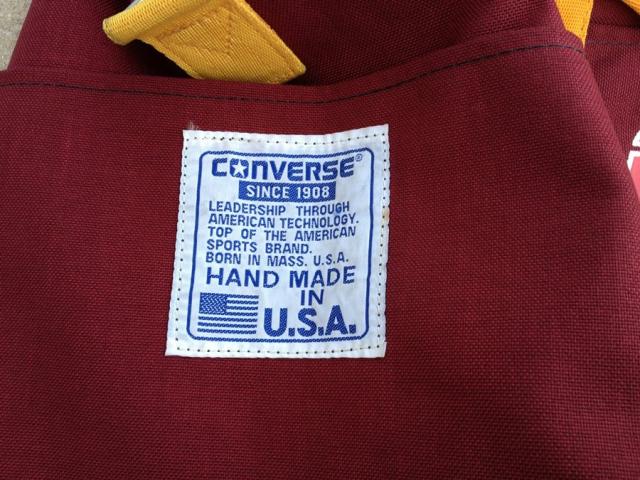 CONVERSE®
SINCE 1908
LEADERSHIP THROUGH
AMERICAN TECHNOLOGY.
TOP OF THE AMERICAN
SPORTS BRAND.
BORN IN MASS. U.S.A.
HAND MADE
IN
U.S.A.